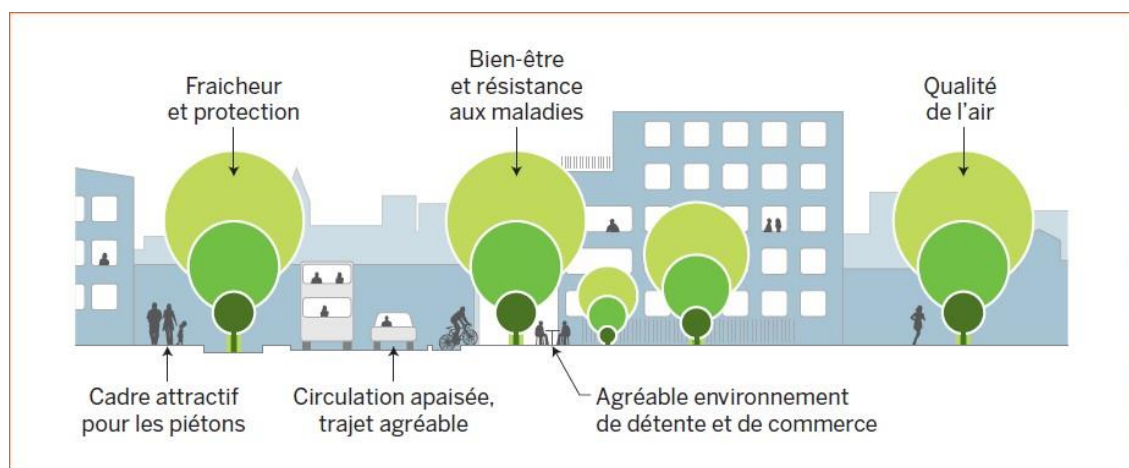 Fraicheur
et protection
Bien-être
et résistance
aux maladies
Qualité
de l’air
Cadre attractif
pour les piétons
Circulation apaisée,
trajet agréable
Agréable environnement
de détente et de commerce